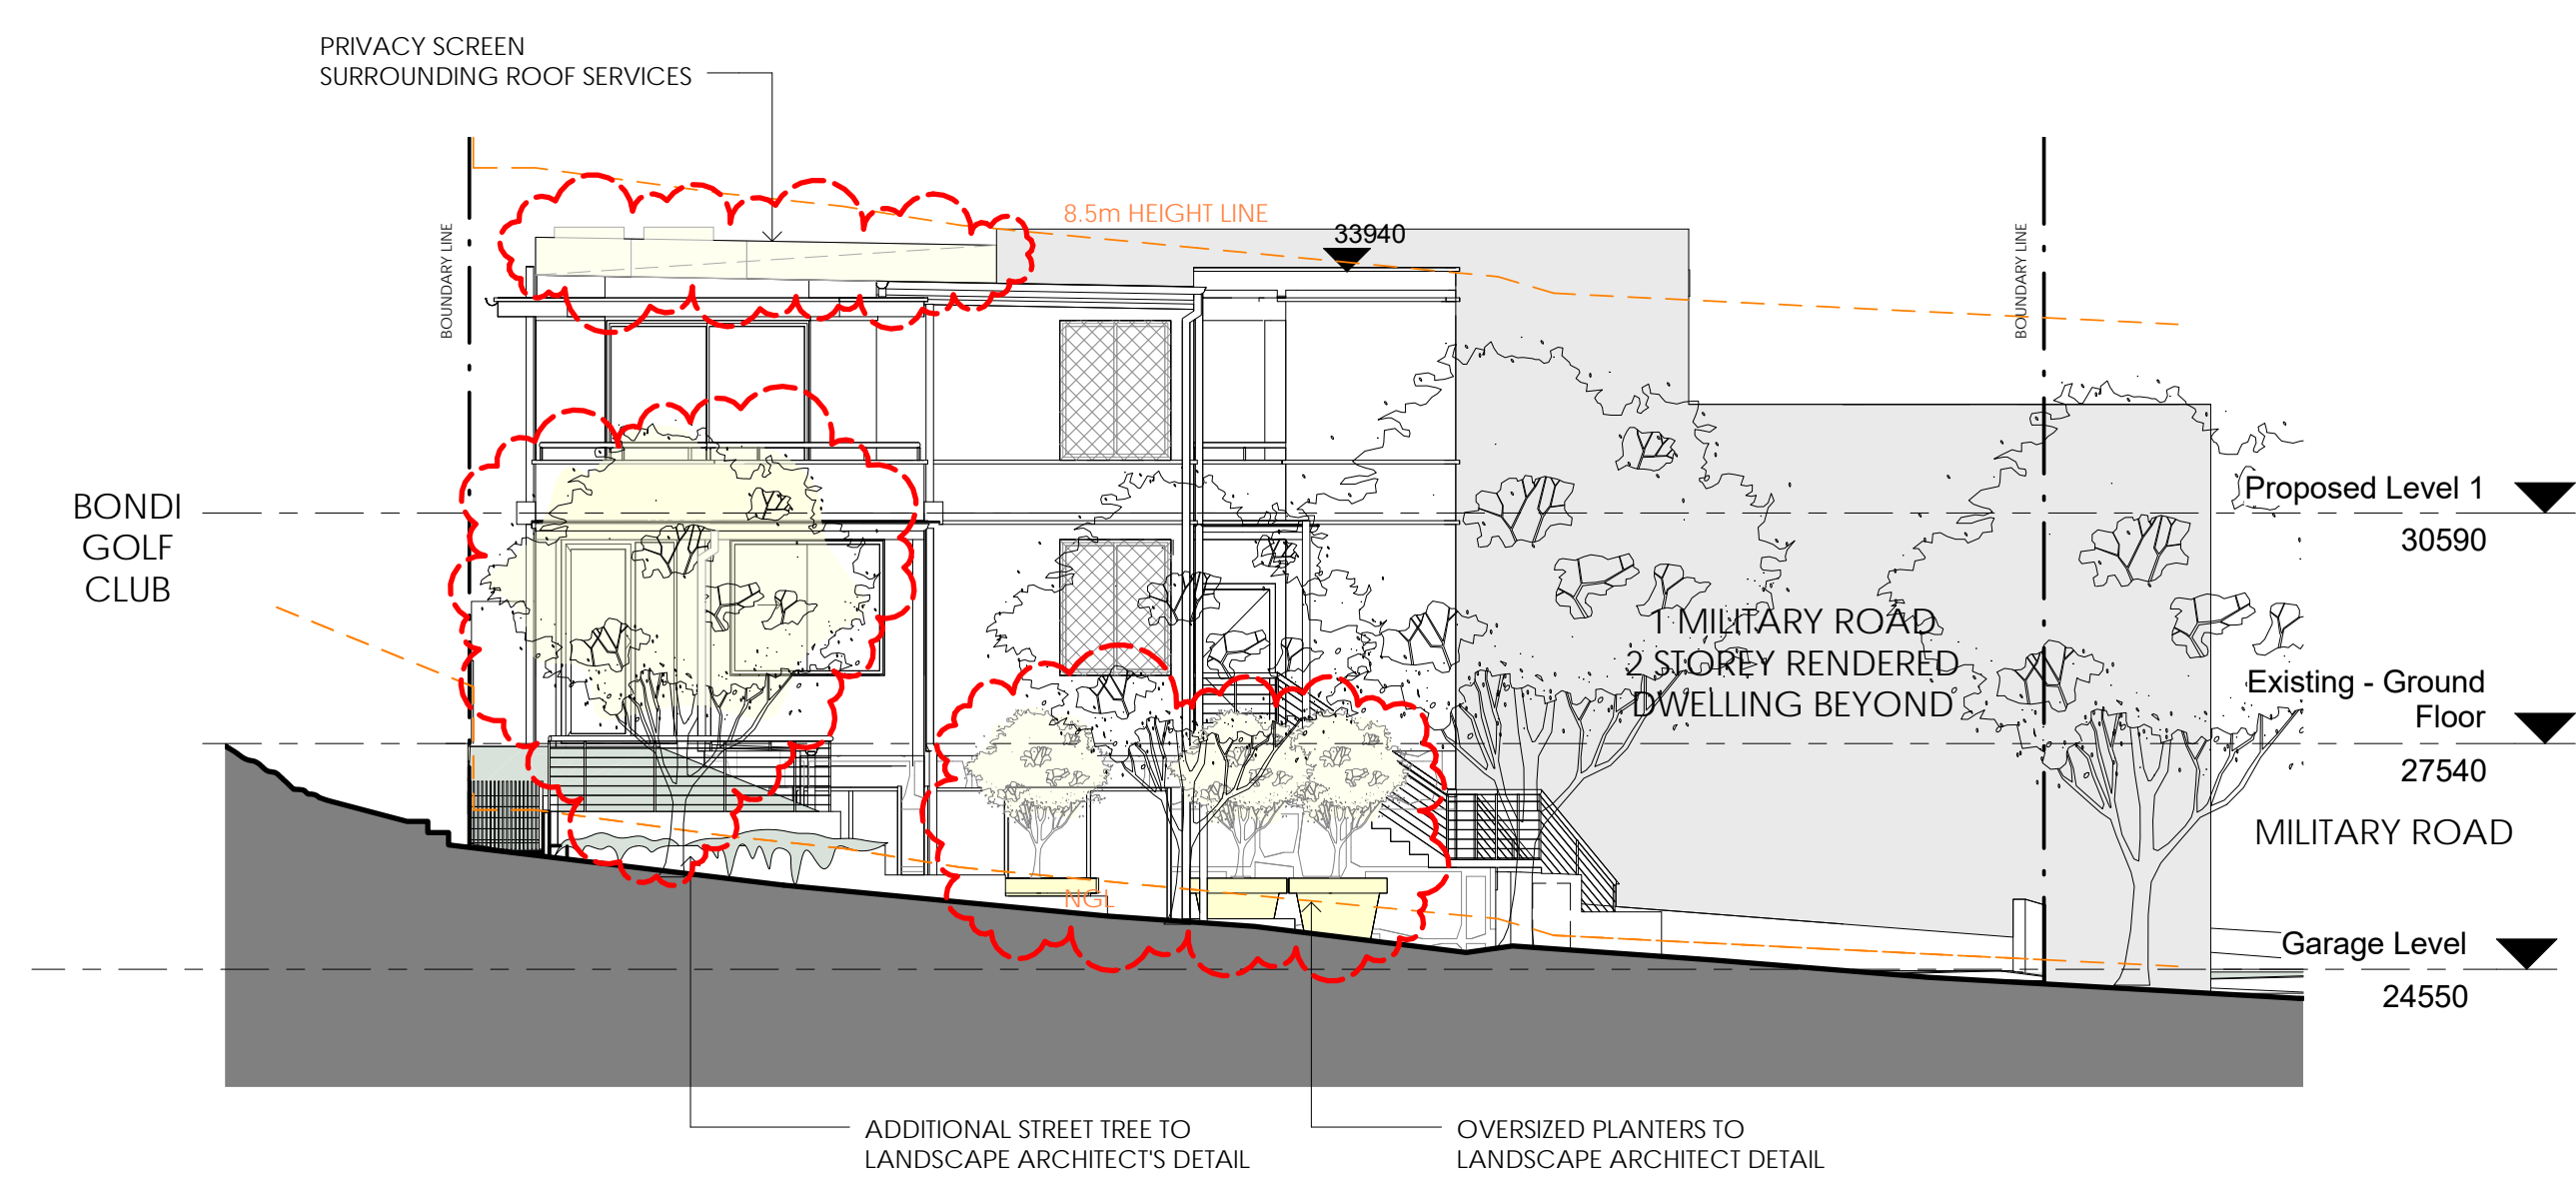 PRIVACY SCREEN
SURROUNDING ROOF SERVICES
8.5m HEIGHT LINE
33940
BOUNDARY LINE
BOUNDARY LINE
BONDI
GOLF
CLUB
Proposed Level 1
30590
1 MILITARY ROAD
2 STOREY RENDERED
DWELLING BEYOND
Existing - Ground
Floor
27540
MILITARY ROAD
NGL
Garage Level
24550
ADDITIONAL STREET TREE TO
LANDSCAPE ARCHITECT'S DETAIL
OVERSIZED PLANTERS TO
LANDSCAPE ARCHITECT DETAIL